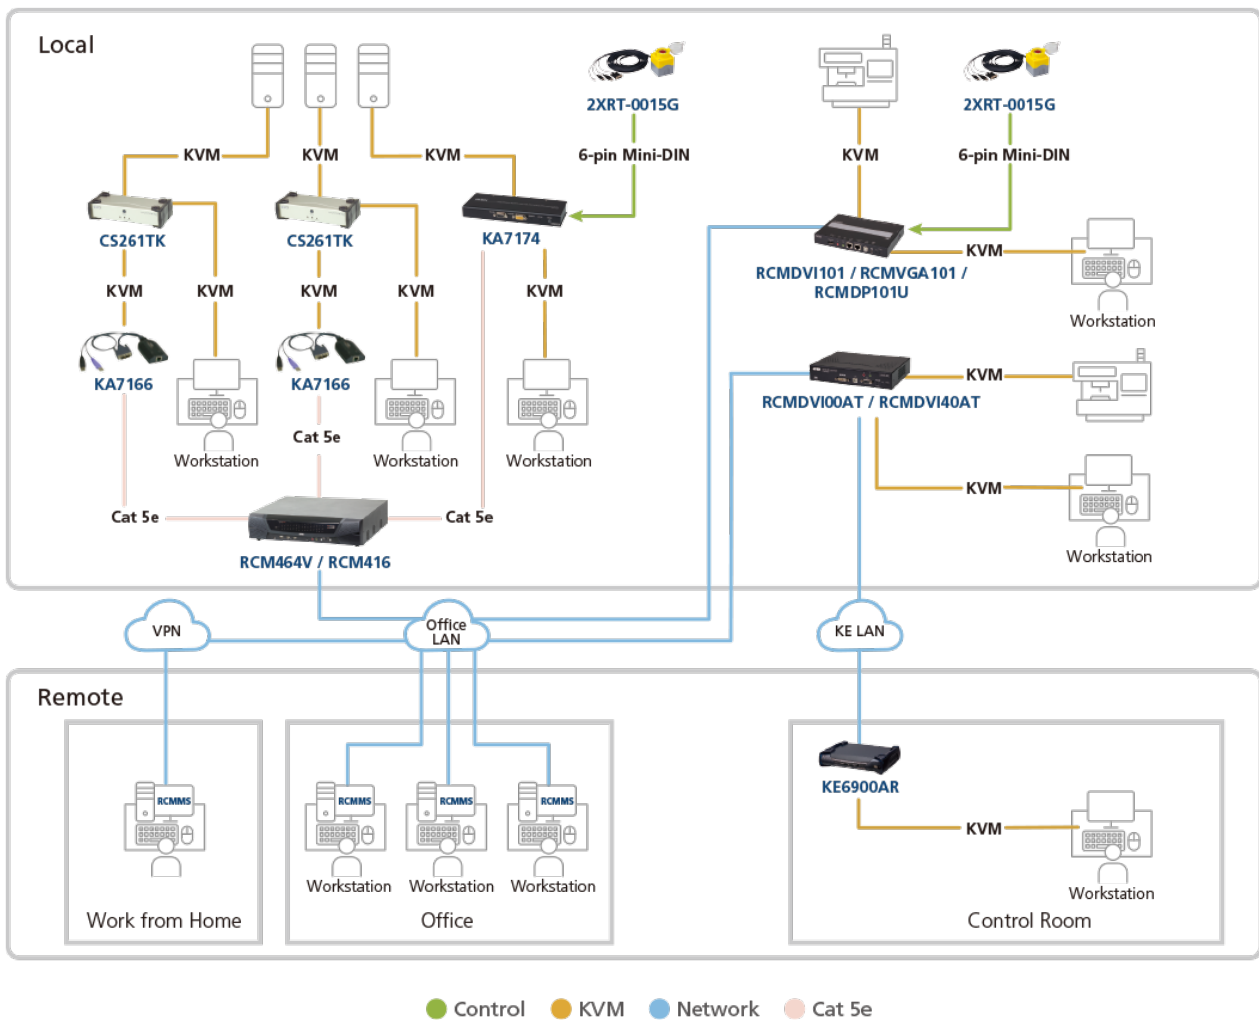 Local
2XRT-0015G
2XRT-0015G
KVM
KVM
KVM
6-pin Mini-DIN
KVM
6-pin Mini-DIN
CS261TK
CS261TK
KA7174
KVM
RCMDVI101 / RCMVGA101 /
RCMDP101U
KVM
KVM
KVM
KVM
KVM
Workstation
KA7166
KA7166
KVM
RCMDVI00AT / RCMDVI40AT
Cat 5e
Workstation
Workstation
Workstation
KVM
Cat 5e
Cat 5e
Workstation
RCM464V / RCM416
VPN
Office
LAN
KE LAN
Remote
KE6900AR
RCMMS
RCMMS
RCMMS
RCMMS
KVM
Workstation
Workstation
Workstation
Workstation
Work from Home
Office
Control Room
Control
KVM
Network
Cat 5e